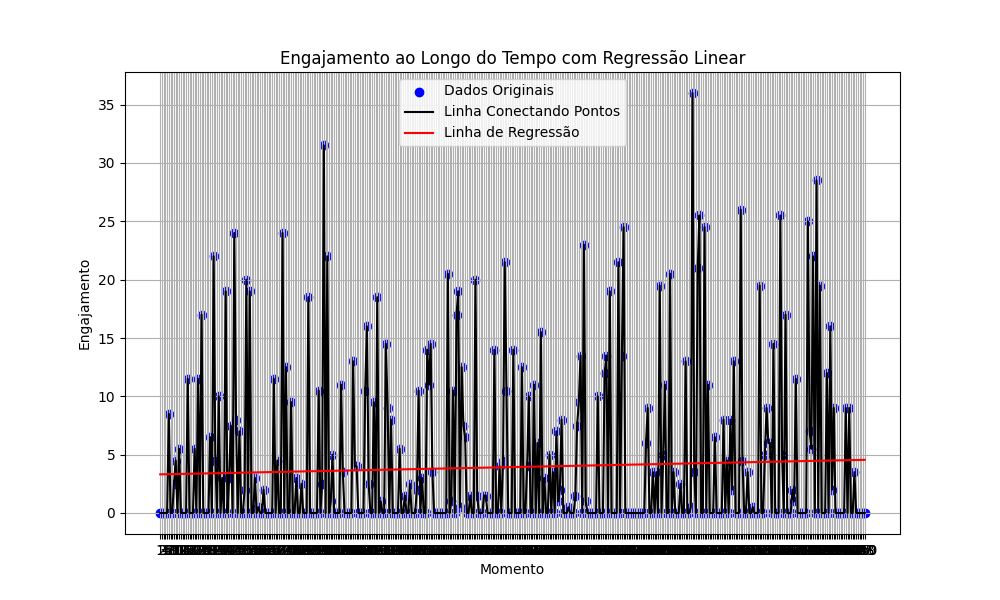 Engajamento ao Longo do Tempo com Regressão Linear
Dados Originais
Linha Conectando Pontos
Linha de Regressão
35
30
25
20
15
10
5
0
Engajamento
Momento